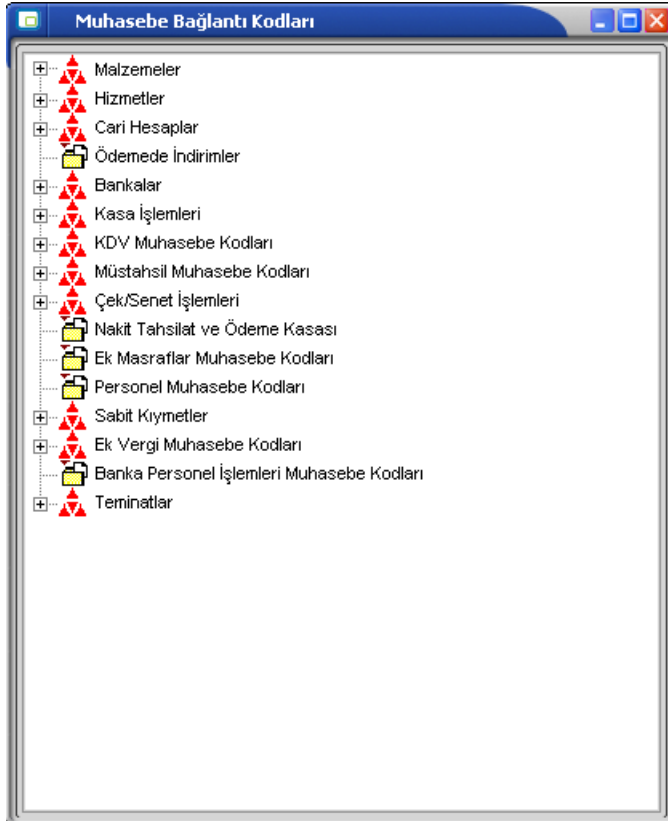 Muhasebe Bağlantı Kodları
Malzemeler
Hizmetler
Cari Hesaplar
Ödemede İndirimler
Bankalar
Kasa İşlemleri
KDV Muhasebe Kodları
Müstahsil Muhasebe Kodları
Çek/Senet İşlemleri
Nakit Tahsilat ve Ödeme Kasası
Ek Masraflar Muhasebe Kodları
Personel Muhasebe Kodları
Sabit Kıymetler
Ek Vergi Muhasebe Kodları
Banka Personel İşlemleri Muhasebe Kodları
Teminatlar